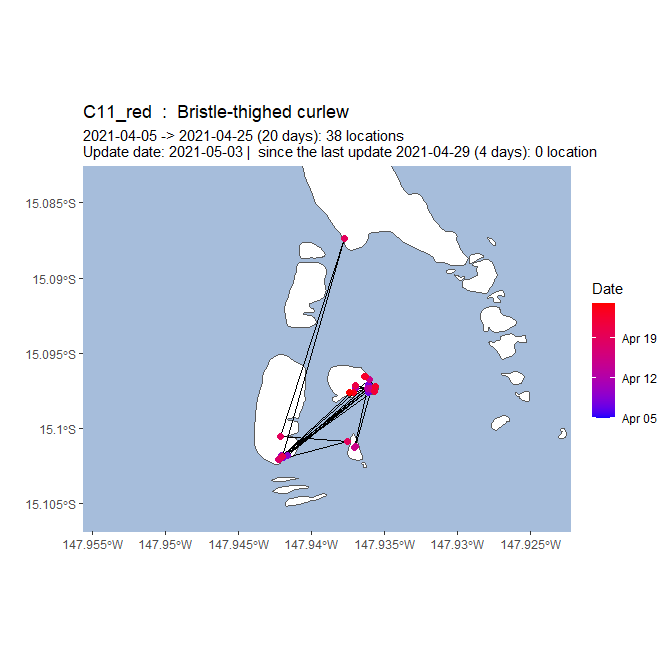 C11_red  :  Bristle-thighed curlew
2021-04-05 -> 2021-04-25 (20 days): 38 locations
Update date: 2021-05-03 |  since the last update 2021-04-29 (4 days): 0 location
15.085°S
15.09°S
15.095°S
15.1°S
15.105°S
147.955°W
147.95°W
147.945°W
147.94°W
147.935°W
147.93°W
147.925°W
Date
Apr 19
Apr 12
Apr 05